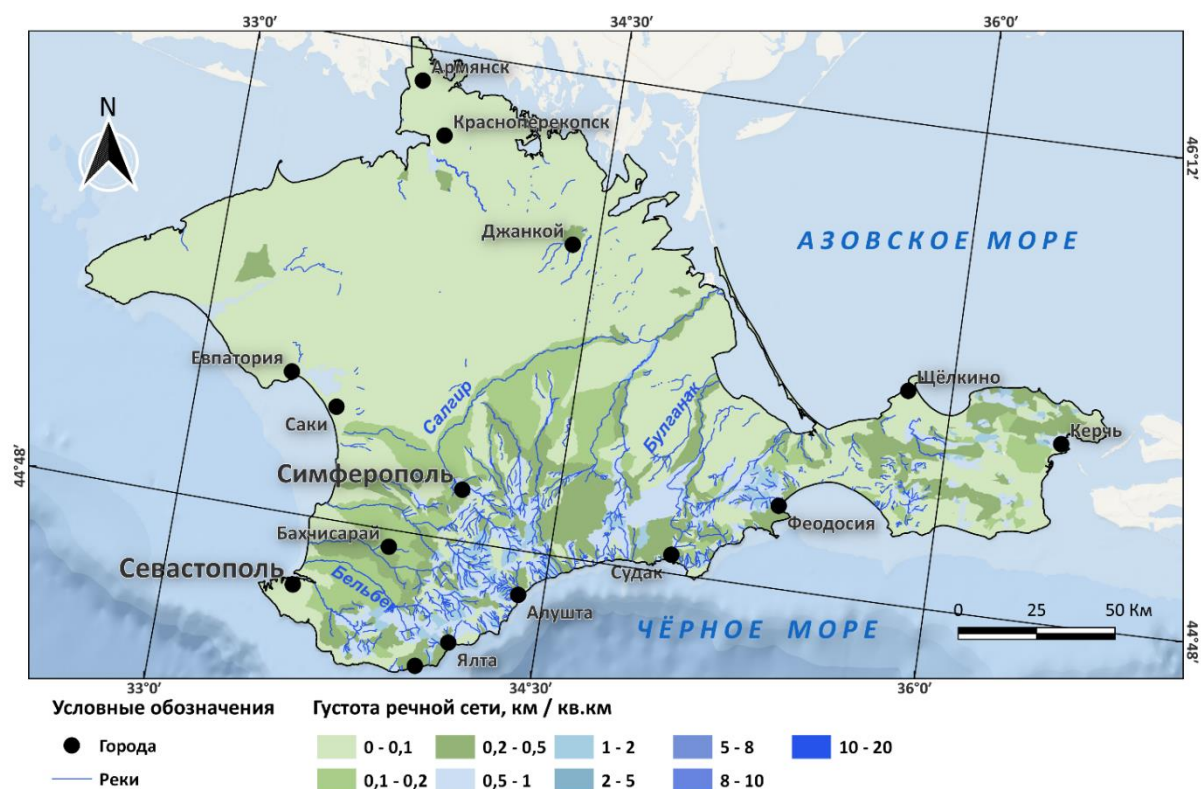 33°0'
34°30'
36°0'
Армянск
N
Красноперекопск
46°12'
Джанкой
АЗОВСКОЕ МОРЕ
Евпатория
Щёлкино
Саки
Салгир
Булганак
Керчь
44°48'
Симферополь
Феодосия
Бахчисарай
Севастополь
Бельбек
Судак
Алушта
0 25 50 Км
ЧЁРНОЕ МОРЕ
44°48'
Ялта
33°0'
34°30'
36°0'
Условные обозначения
Густота речной сети, км / кв.км
Города
0 - 0,1
0,2 - 0,5
1 - 2
5 - 8
10 - 20
Реки
0,1 - 0,2
0,5 - 1
2 - 5
8 - 10